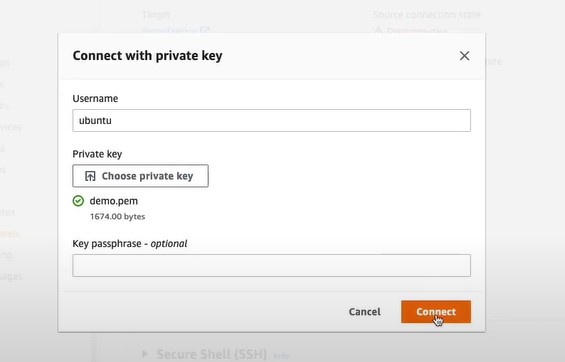 Target
Source connection state
Connect with private key
Username
ubuntu
Private key
Choose private key
demo.pem
1674.00 bytes
Key passphrase - optional
Cancel
Connect
Secure Shell (SSH) Info